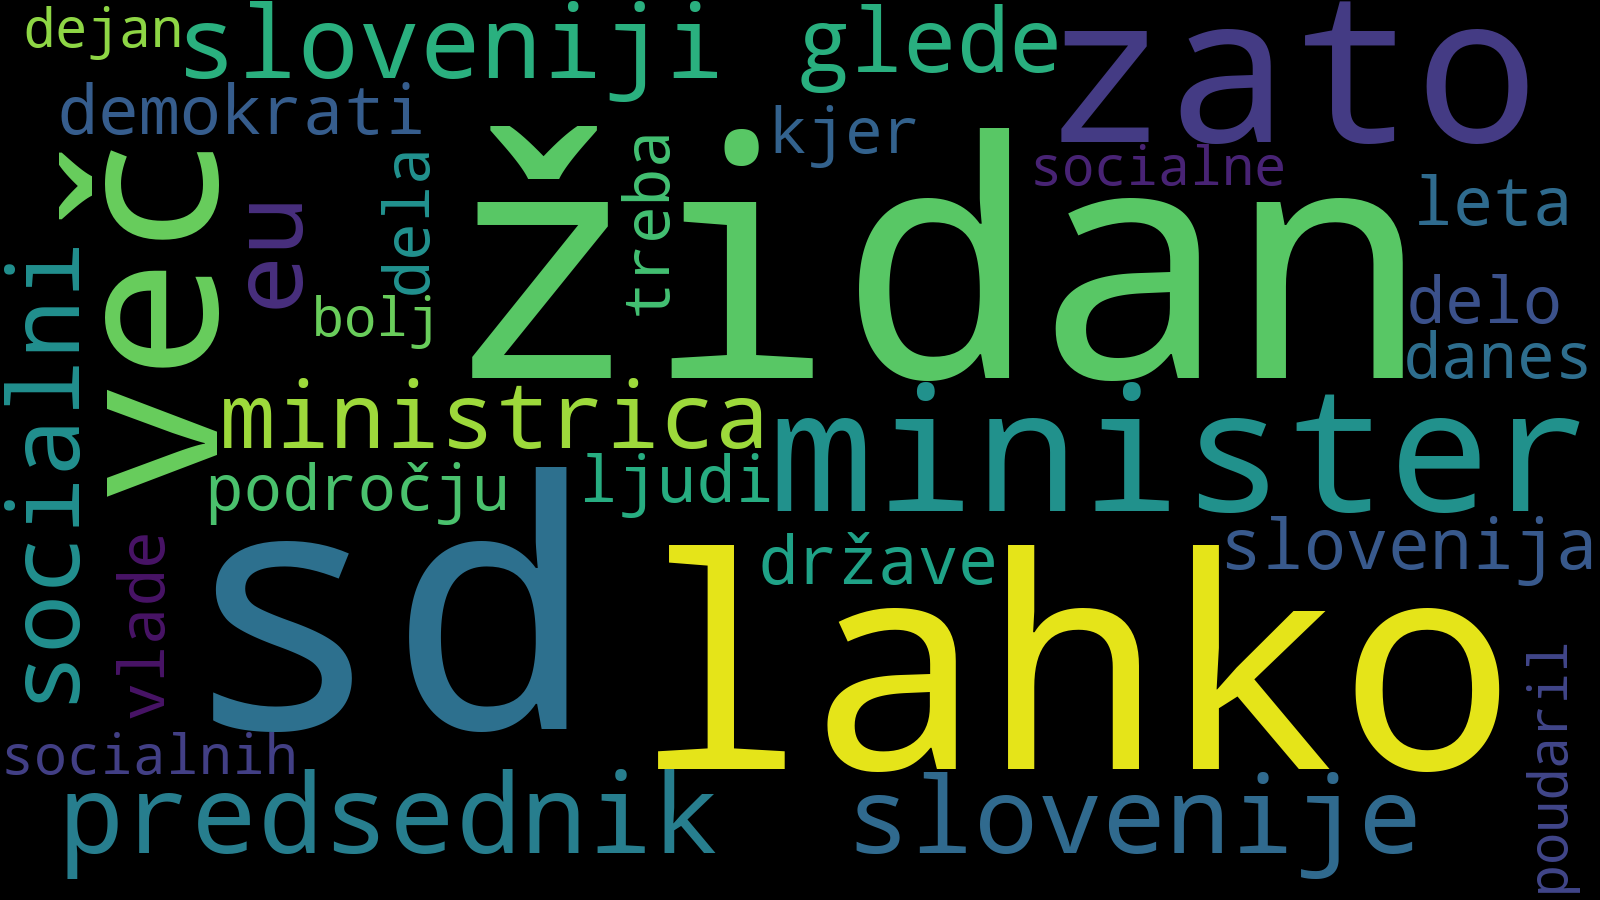 dejan
sloveniji
glede
zato
demokrati
kjer
židan
socialne
treba
dela
več
eu
leta
socialni
delo
bolj
danes
ministrica
minister
ljudi
področju
sd
lahko
države
slovenija
vlade
poudaril
socialnih
predsednik
slovenije